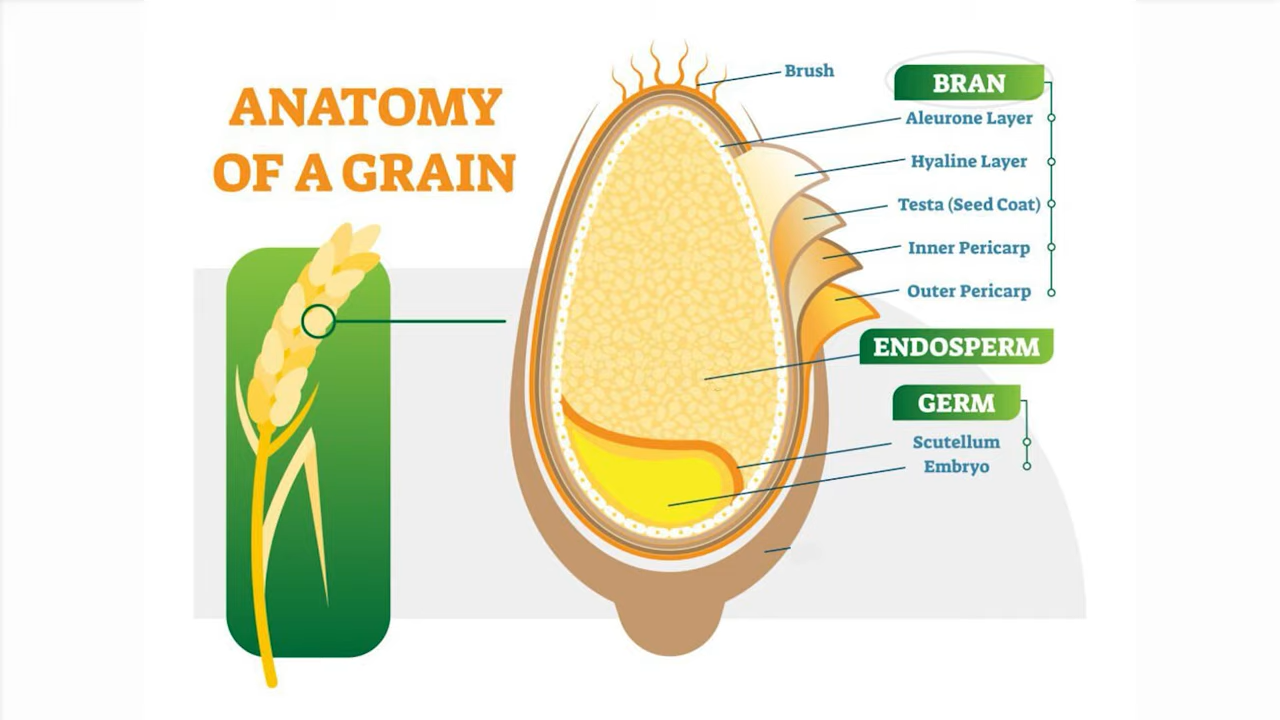 ANATOMY
OF A GRAIN
Brush
BRAN
Aleurone Layer
Hyaline Layer
Testa (Seed Coat)
Inner Pericarp
Outer Pericarp
ENDOSPERM
GERM
Scutellum
Embryo